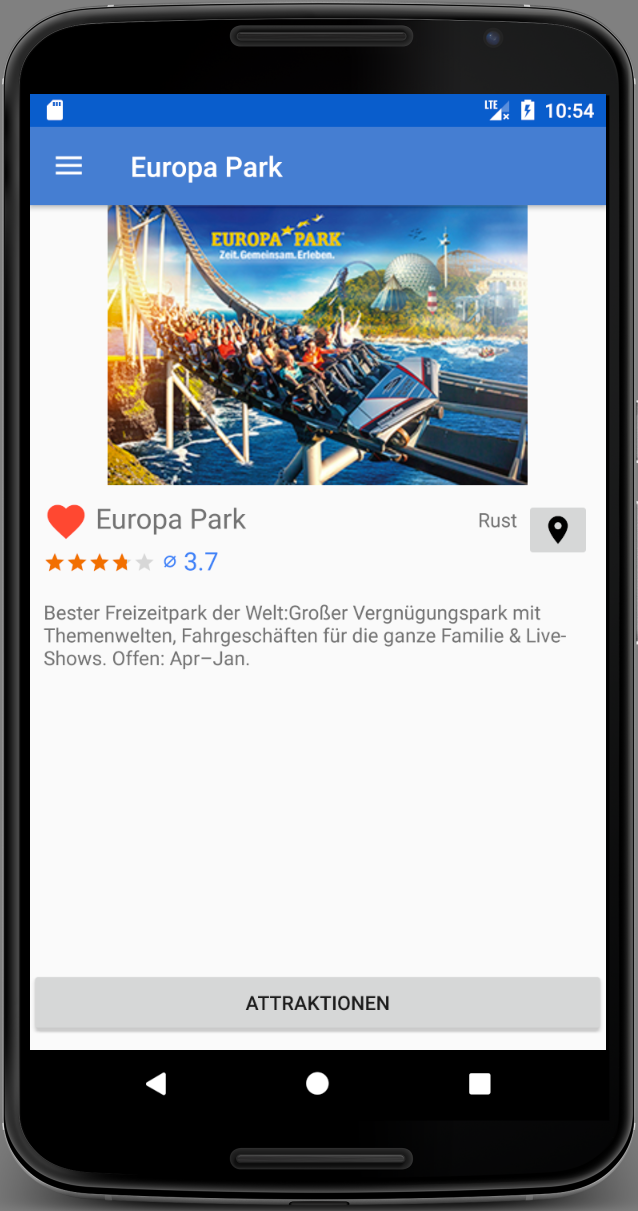 LTE 10:54
Europa Park
EUROPA PARK
Zeit. Gemeinsam. Erleben.
Europa Park Rust
⌀ 3.7
Bester Freizeitpark der Welt:Großer Vergnügungspark mit
Themenwelten, Fahrgeschäften für die ganze Familie & Live-
Shows. Offen: Apr–Jan.
ATTRAKTIONEN